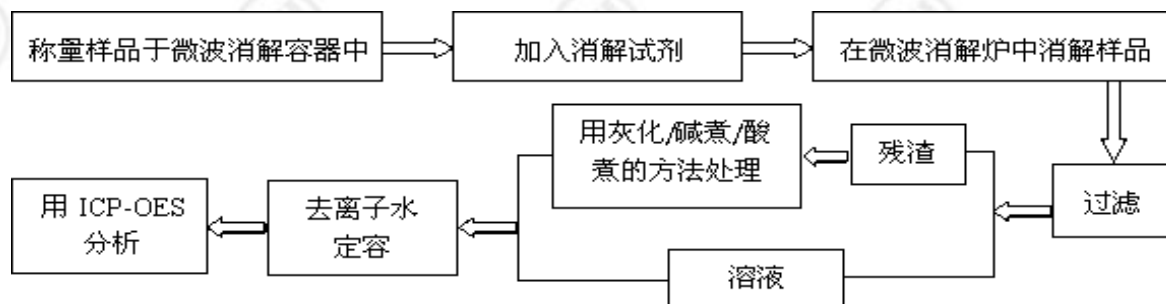 称量样品于微波消解容器中
加入消解试剂
在微波消解炉中消解样品
过滤
残渣
用灰化/碱煮/酸
煮的方法处理
溶液
去离子水
定容
用 ICP-OES
分析